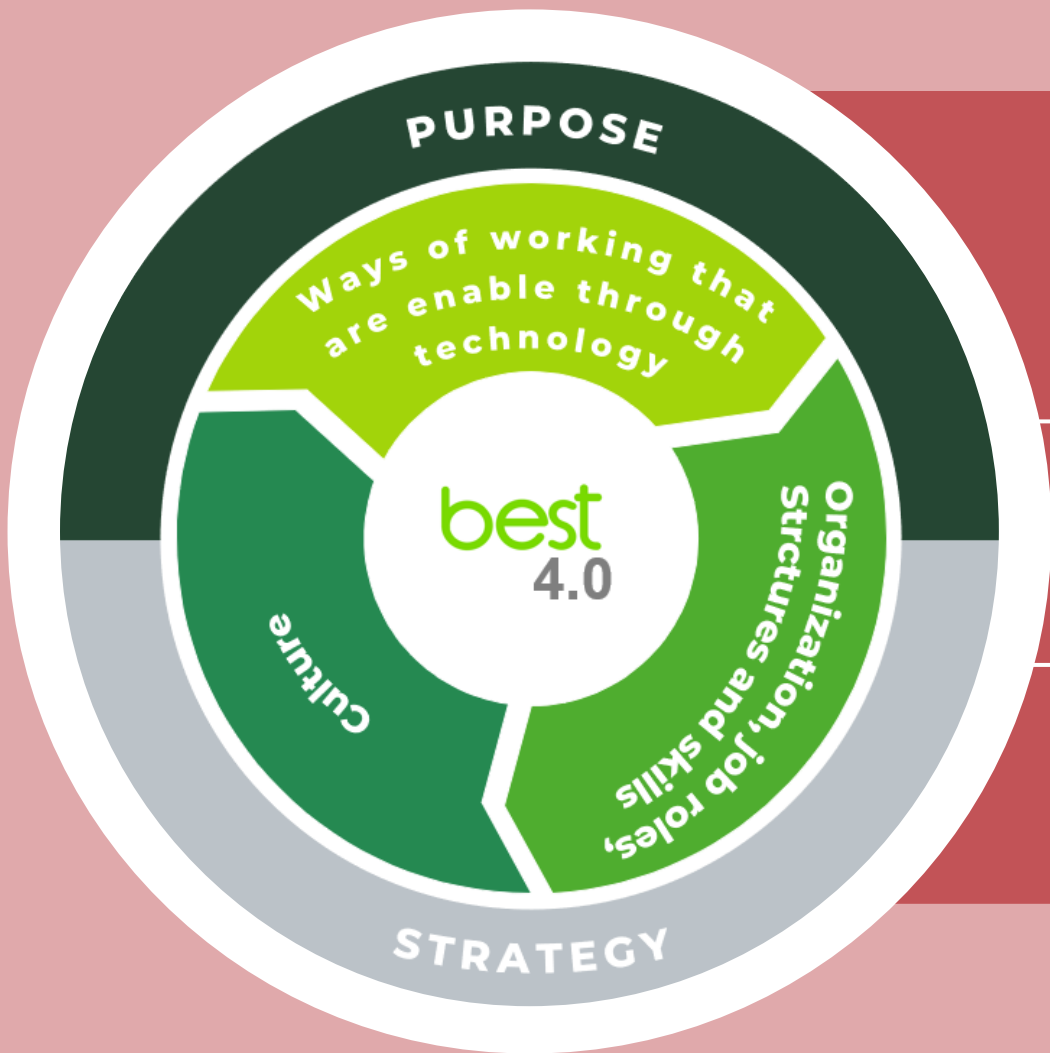 PURPOSE
Ways of working that
are enable through
technology
best
4.0
Organization, job roles,
Strctures and skills
Culture
STRATEGY